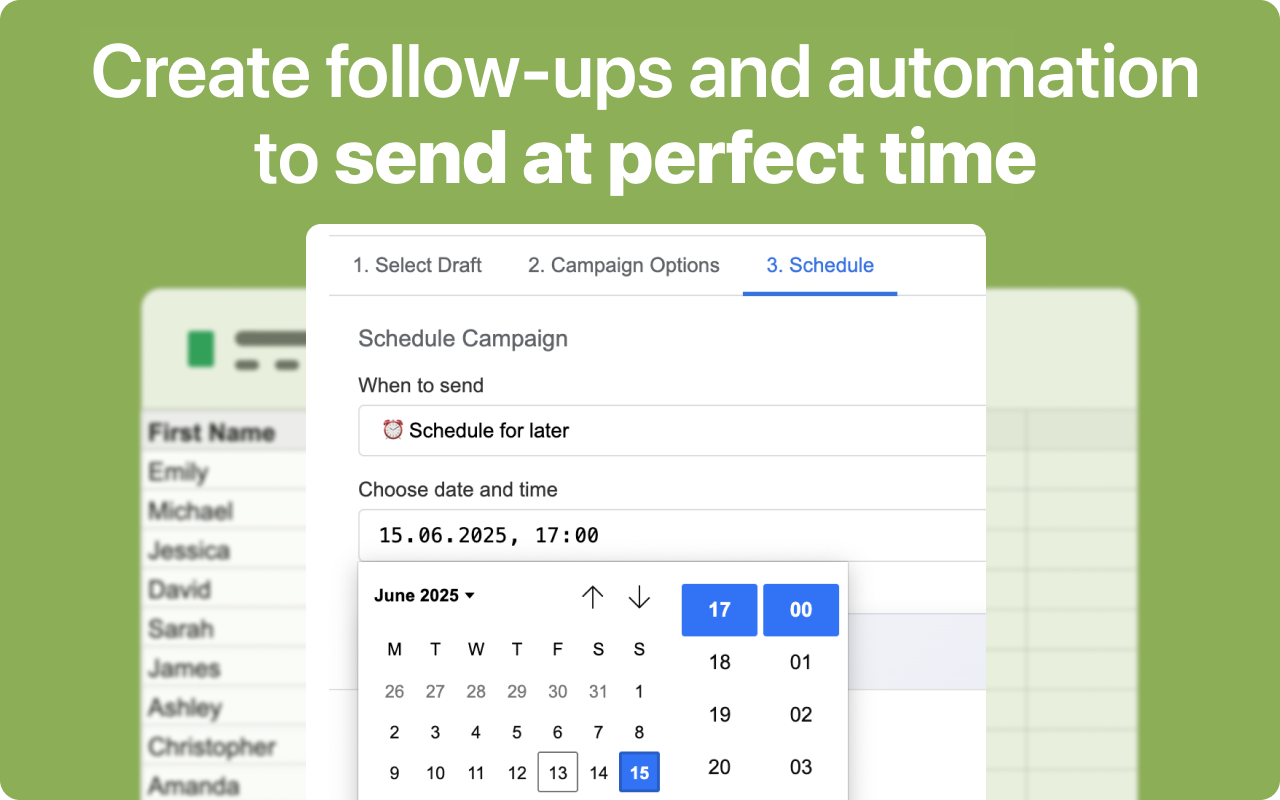 Create follow-ups and automation
to send at perfect time
1. Select Draft 2. Campaign Options 3. Schedule
Schedule Campaign
When to send
⏰ Schedule for later
Choose date and time
15.06.2025, 17:00
June 2025
M T W T F S S
26 27 28 29 30 31 1
2 3 4 5 6 7 8
9 10 11 12 13 14 15
17 00
18 01
19 02
20 03
First Name
Emily
Michael
Jessica
David
Sarah
James
Ashley
Christopher
Amanda